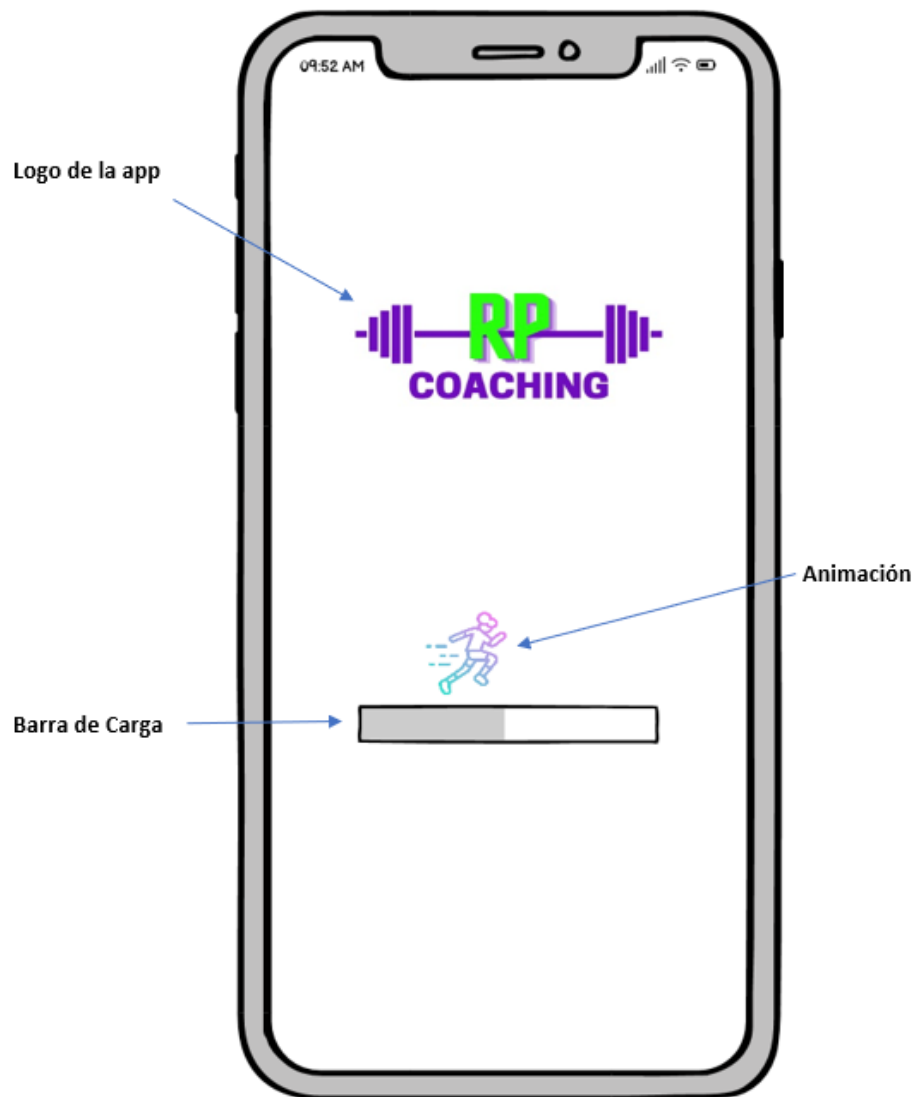 09:52 AM
Logo de la app
RP
COACHING
Animación
Barra de Carga